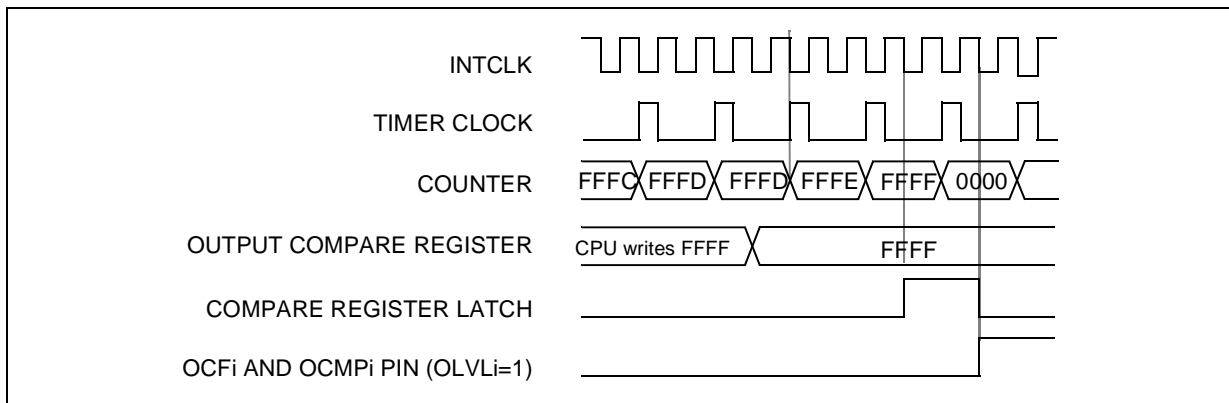 INTCLK
TIMER CLOCK
COUNTER FFFC FFFD FFFD FFFE FFFF 0000
OUTPUT COMPARE REGISTER CPU writes FFFF FFFF
COMPARE REGISTER LATCH
OCFi AND OCMPi PIN (OLVLi=1)